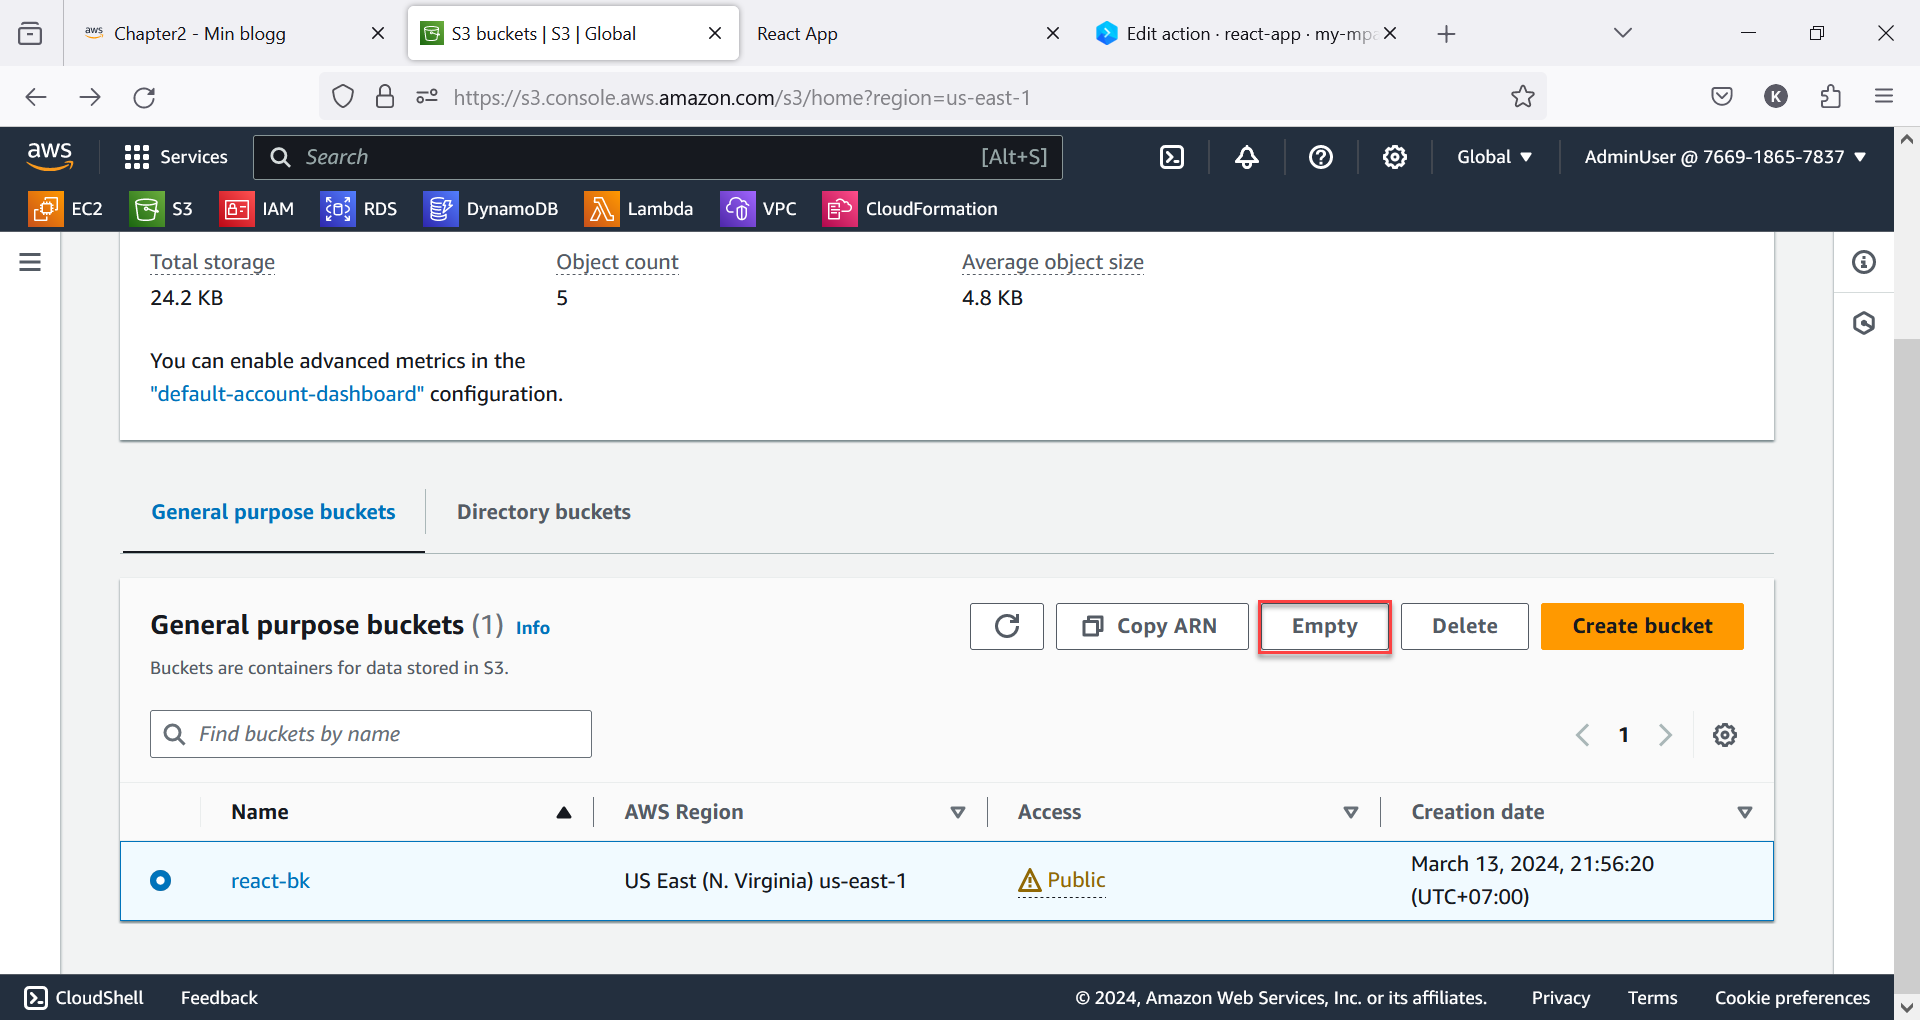 Chapter2 - Min blogg
S3 buckets | S3 | Global
React App
Edit action · react-app · my-mpa
https://s3.console.aws.amazon.com/s3/home?region=us-east-1
K
aws
Services
Search
[Alt+S]
Global
AdminUser @ 7669-1865-7837
EC2
S3
IAM
RDS
DynamoDB
Lambda
VPC
CloudFormation
Total storage
Object count
Average object size
24.2 KB
5
4.8 KB
You can enable advanced metrics in the
"default-account-dashboard" configuration.
General purpose buckets
Directory buckets
General purpose buckets (1) Info
Copy ARN
Empty
Delete
Create bucket
Buckets are containers for data stored in S3.
Find buckets by name
1
Name
AWS Region
Access
Creation date
react-bk
US East (N. Virginia) us-east-1
Public
March 13, 2024, 21:56:20
(UTC+07:00)
CloudShell
Feedback
© 2024, Amazon Web Services, Inc. or its affiliates.
Privacy
Terms
Cookie preferences